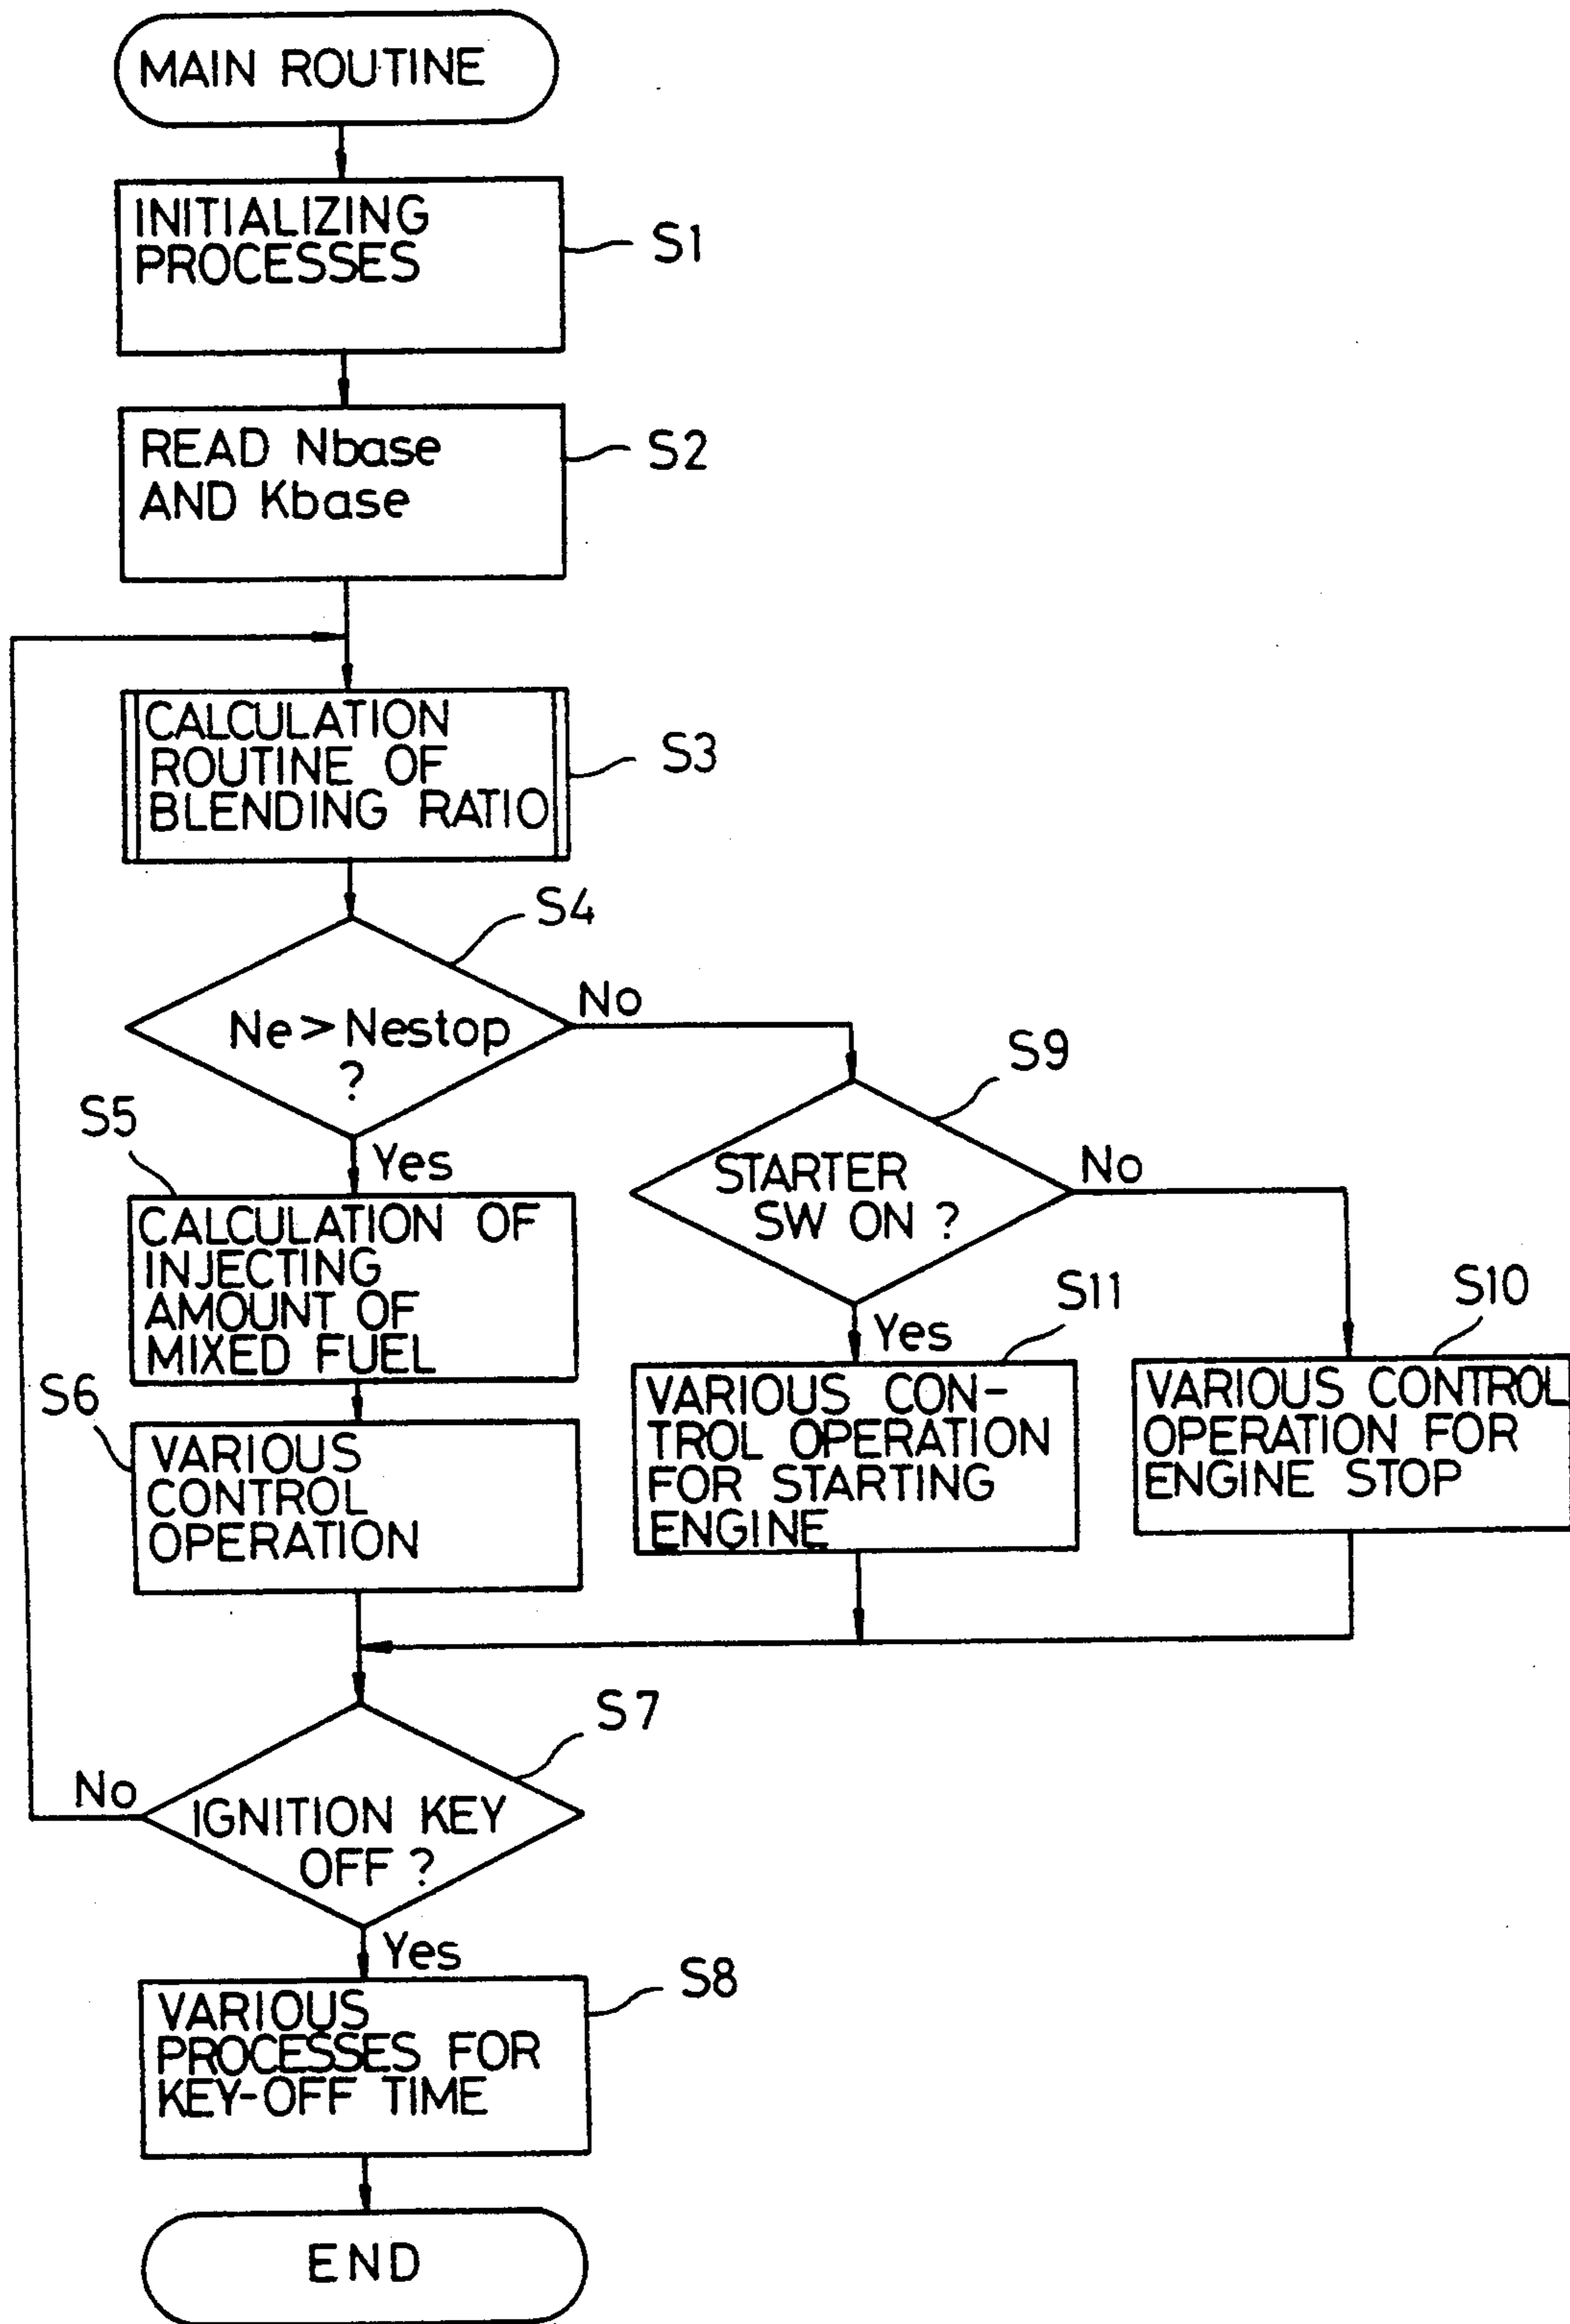 MAIN ROUTINE
INITIALIZING
PROCESSES
S1
READ Nbase
AND Kbase
S2
CALCULATION
ROUTINE OF
BLENDING RATIO
S3
S4
Ne > Nestop
?
No
Yes
S9
STARTER
SW ON ?
No
Yes
S5
CALCULATION OF
INJECTING
AMOUNT OF
MIXED FUEL
S11
VARIOUS CON-
TROL OPERATION
FOR STARTING
ENGINE
S10
VARIOUS CONTROL
OPERATION FOR
ENGINE STOP
S6
VARIOUS
CONTROL
OPERATION
S7
IGNITION KEY
OFF ?
No
Yes
S8
VARIOUS
PROCESSES FOR
KEY-OFF TIME
END